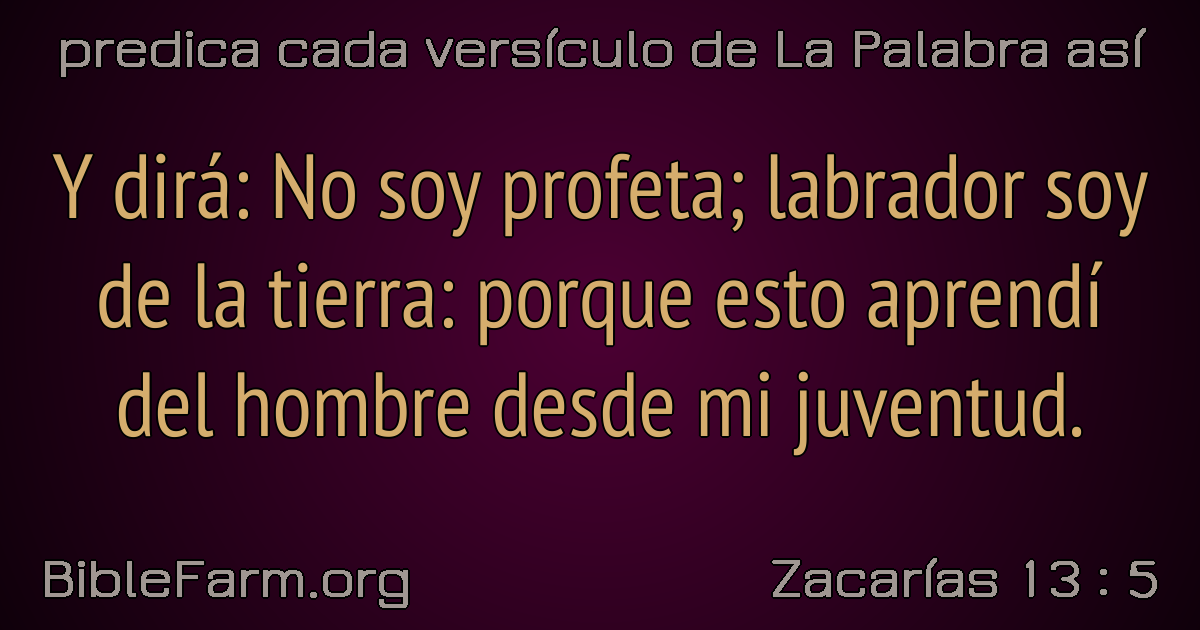 predica cada versículo de La Palabra así
Y dirá: No soy profeta; labrador soy
de la tierra: porque esto aprendí
del hombre desde mi juventud.
BibleFarm.org
Zacarías 13 : 5